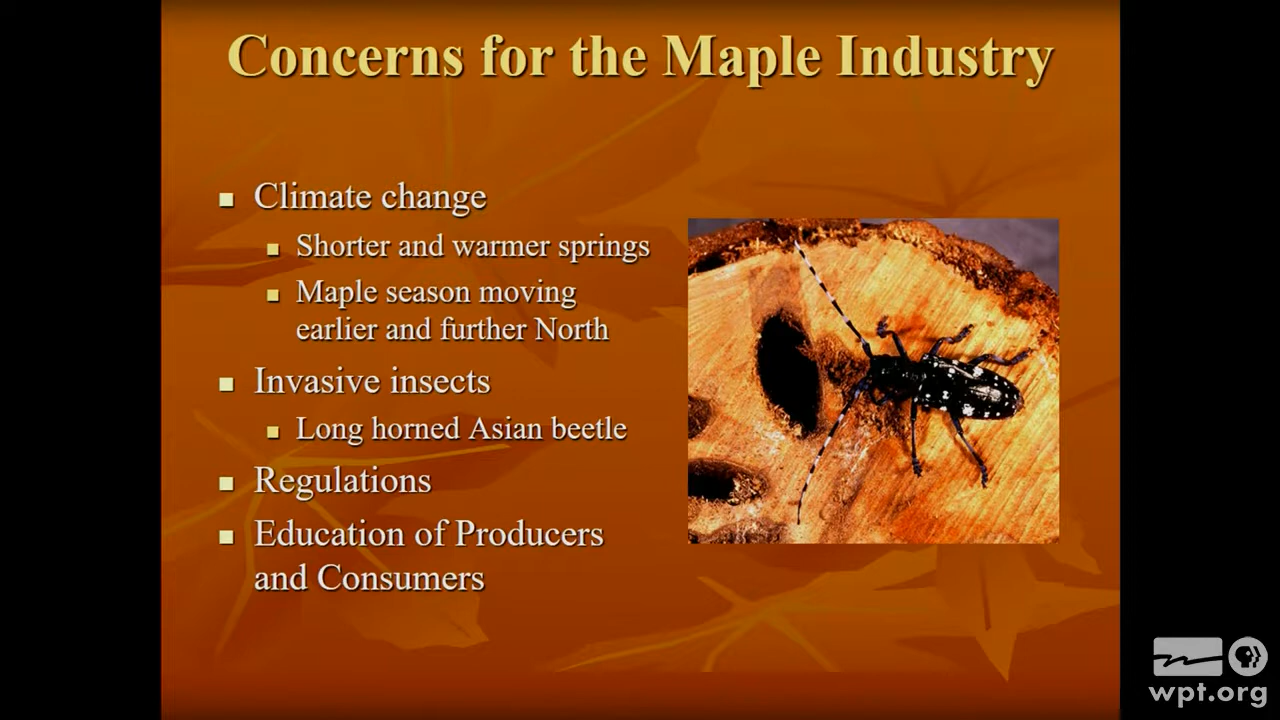 Concerns for the Maple Industry
Climate change
Shorter and warmer springs
Maple season moving
earlier and further North
Invasive insects
Long horned Asian beetle
Regulations
Education of Producers
and Consumers
wpt.org